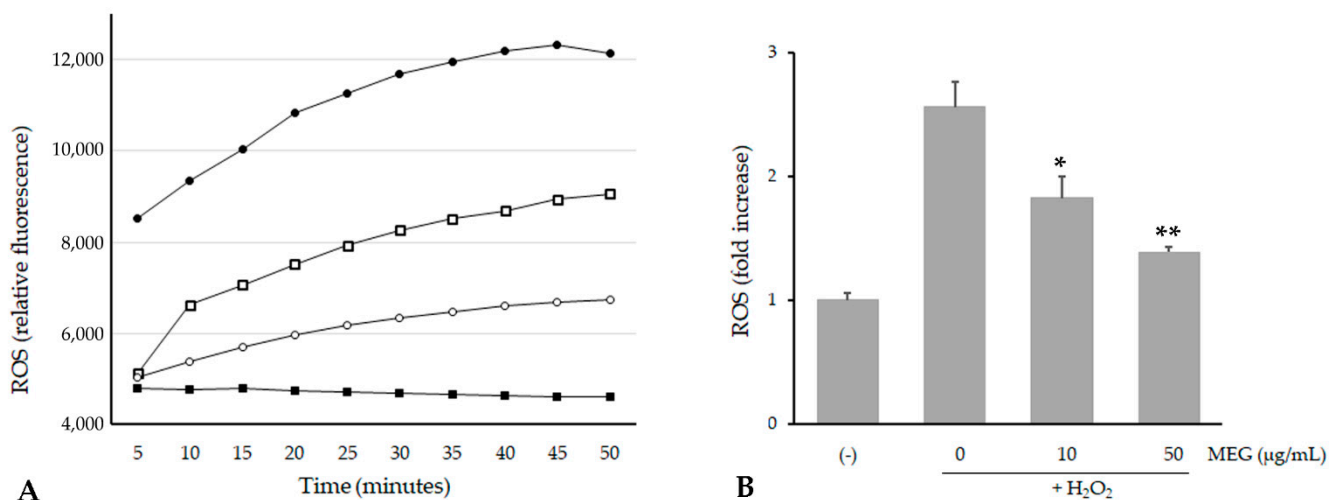 ROS (relative fluorescence)
12,000
10,000
8,000
6,000
4,000
5 10 15 20 25 30 35 40 45 50
Time (minutes)
A
ROS (fold increase)
3
2
1
0
*
**
(-) 0 10 50 MEG (µg/mL)
+ H₂O₂
B